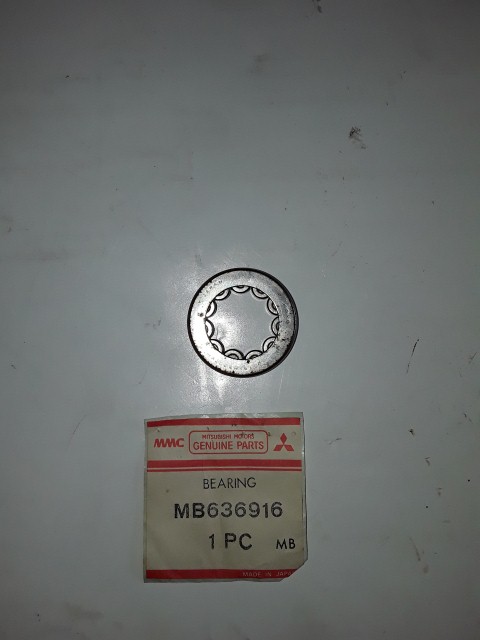 MMC
MITSUBISHI MOTORS
GENUINE PARTS
BEARING
MB636916
1 PC MB
MADE IN JAPAN